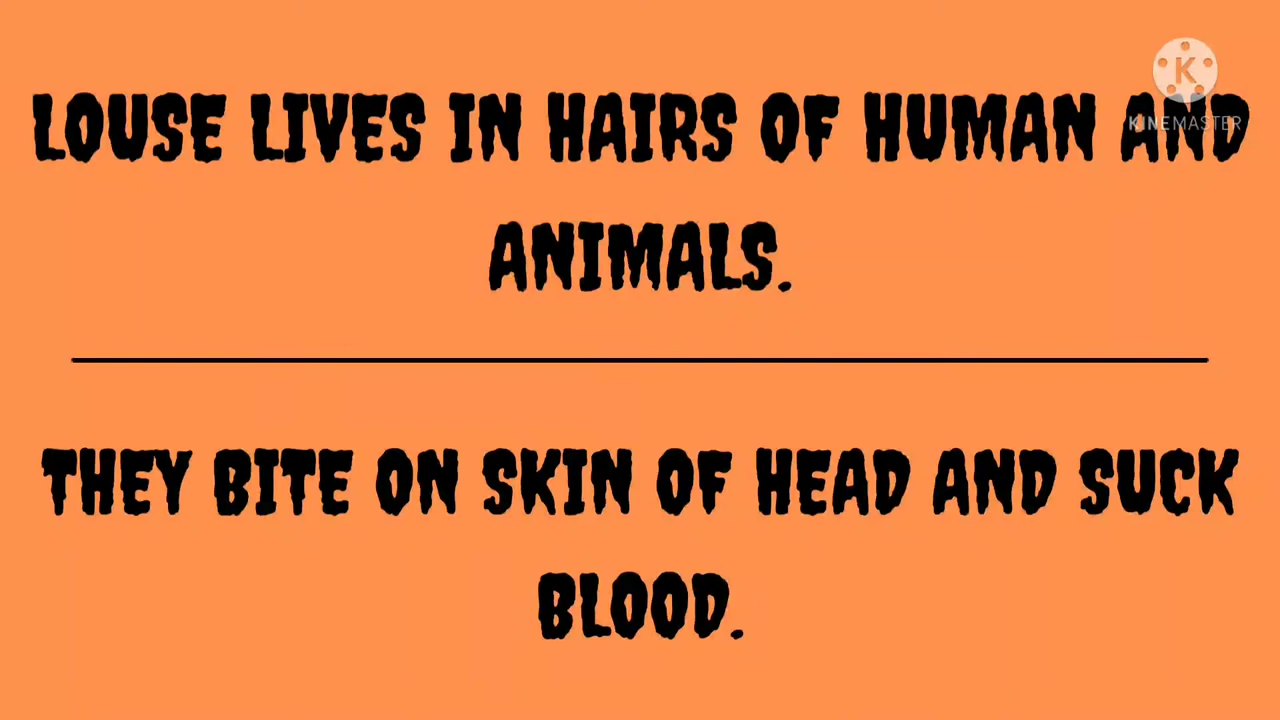 LOUSE LIVES IN HAIRS OF HUMAN AND
ANIMALS.
THEY BITE ON SKIN OF HEAD AND SUCK
BLOOD.
K
KINEMASTER